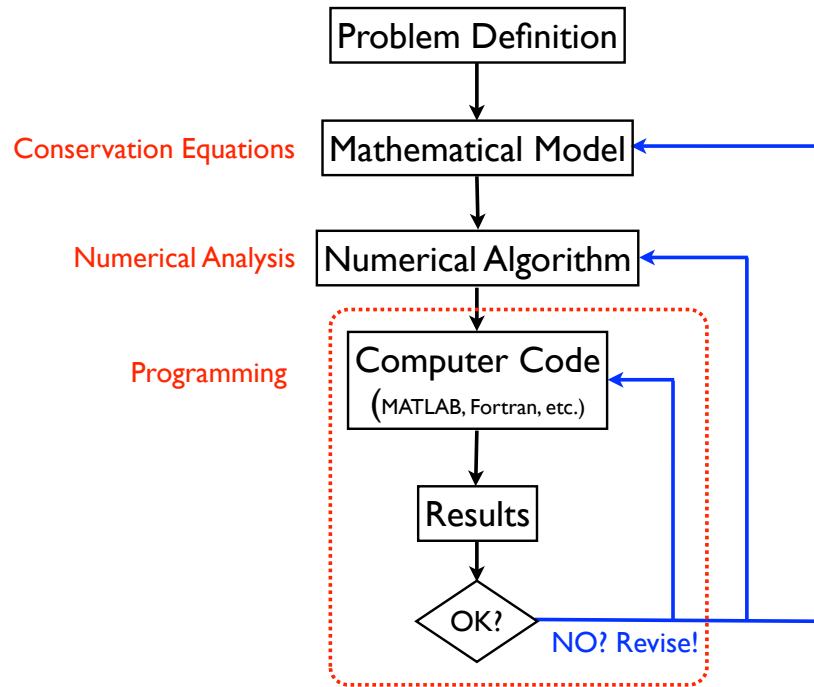 Problem Definition
Conservation Equations
Mathematical Model
Numerical Analysis
Numerical Algorithm
Programming
Computer Code
(MATLAB, Fortran, etc.)
Results
OK?
NO? Revise!